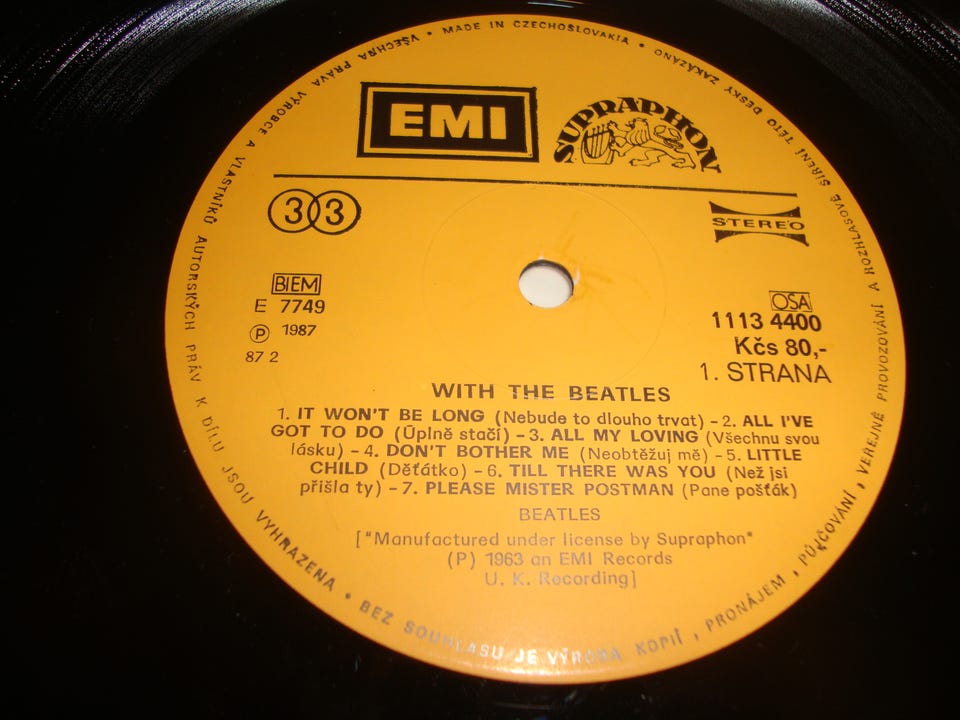 • MADE IN CZECHOSLOVAKIA •
VŠECHNA PRÁVA VÝROBCE A VLASTNÍKŮ AUTORSKÝCH PRÁV K DÍLU JSOU VYHRAZENA • BEZ SOUHLASU JE VÝROBA KOPIÍ, PRONÁJEM, PŮJČOVÁNÍ, VEŘEJNÉ PROVOZOVÁNÍ A ROZHLASOVÉ ŠÍŘENÍ TÉTO DESKY ZAKÁZÁNO
EMI
SUPRAPHON
33
STEREO
BIEM
E 7749
Ⓟ 1987
87 2
OSA
1113 4400
Kčs 80,-
1. STRANA
WITH THE BEATLES
1. IT WON'T BE LONG (Nebude to dlouho trvat) – 2. ALL I'VE
GOT TO DO (Úplně stačí) – 3. ALL MY LOVING (Všechnu svou
lásku) – 4. DON'T BOTHER ME (Neobtěžuj mě) – 5. LITTLE
CHILD (Děťátko) – 6. TILL THERE WAS YOU (Než jsi
přišla ty) – 7. PLEASE MISTER POSTMAN (Pane pošťák)
BEATLES
["Manufactured under license by Supraphon"
(P) 1963 an EMI Records
U. K. Recording]